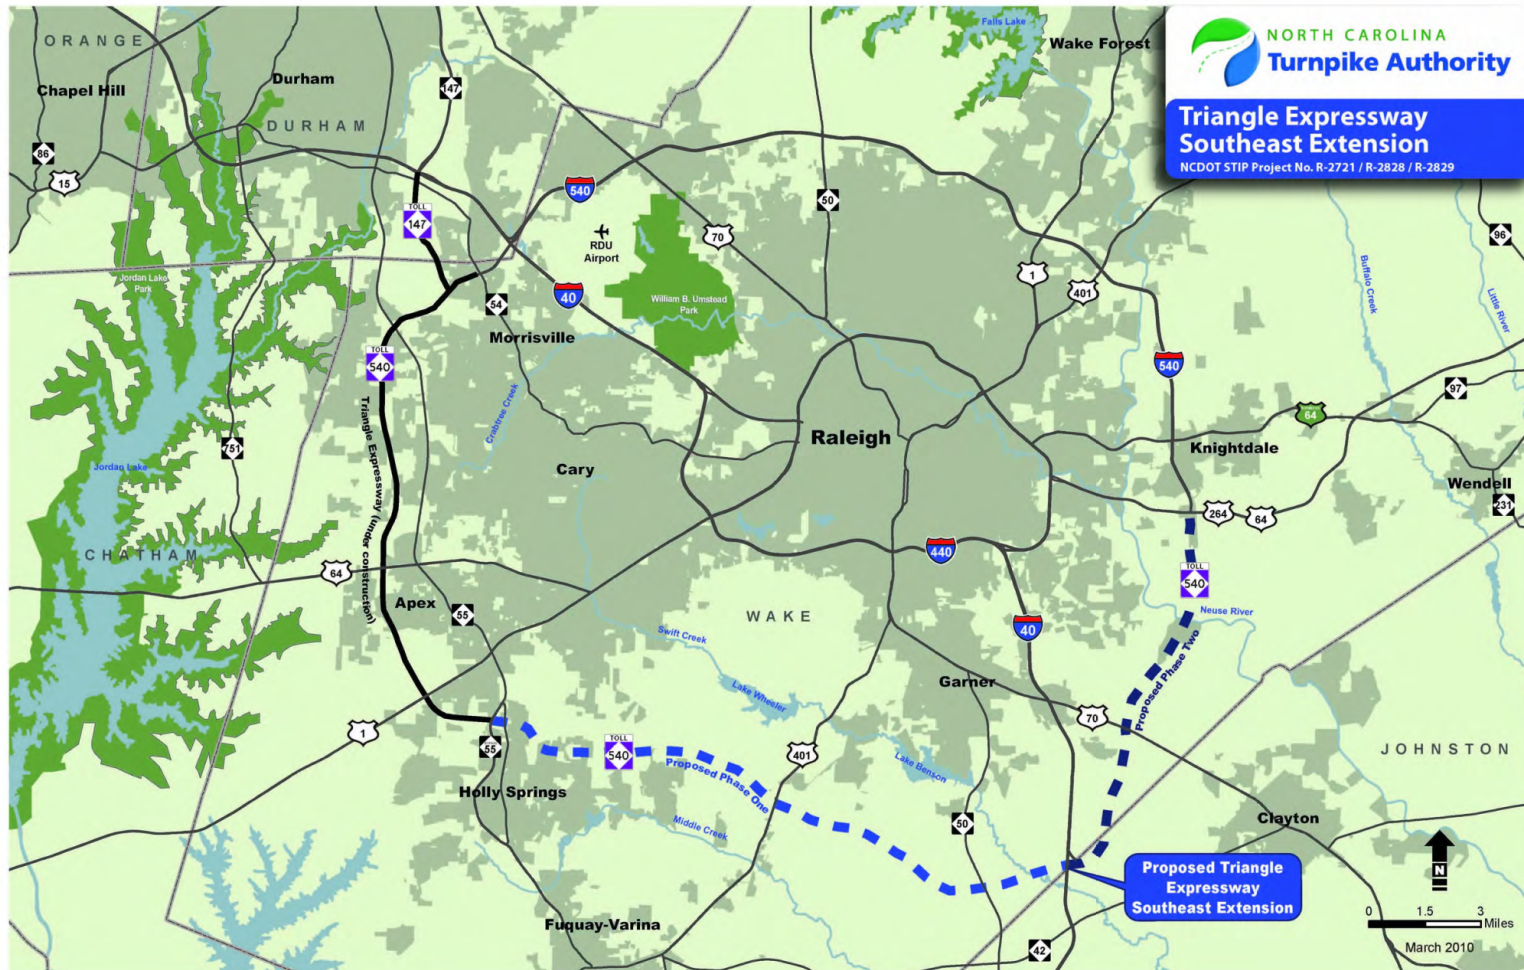 NORTH CAROLINA
Turnpike Authority
Triangle Expressway
Southeast Extension
NCDOT STIP Project No. R-2721 / R-2828 / R-2829
ORANGE
Chapel Hill
Durham
DURHAM
147
86
15
Falls Lake
Wake Forest
TOLL
147
540
RDU
Airport
50
70
1
401
96
Buffalo Creek
Little River
Jordan Lake
Park
54
40
William B. Umstead
Park
Morrisville
TOLL
540
540
97
64
Crabtree Creek
Triangle Expressway (under construction)
751
Jordan Lake
Raleigh
Cary
Knightdale
Wendell
231
264
64
CHATHAM
64
440
TOLL
540
Apex
55
WAKE
Swift Creek
40
Neuse River
Proposed Phase Two
Lake Wheeler
Garner
70
1
55
TOLL
540
Proposed Phase One
401
Lake Benson
JOHNSTON
Holly Springs
Middle Creek
50
Clayton
Proposed Triangle
Expressway
Southeast Extension
N
Fuquay-Varina
42
0 1.5 3
Miles
March 2010